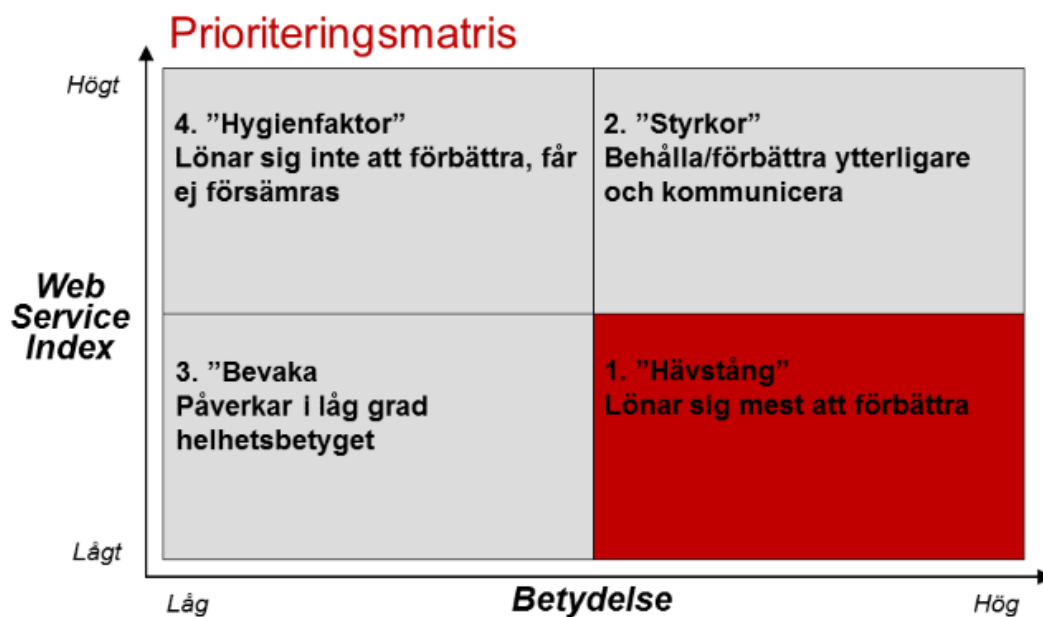 Prioriteringsmatris
Högt
4. ”Hygienfaktor”
Lönar sig inte att förbättra, får
ej försämras
2. ”Styrkor”
Behålla/förbättra ytterligare
och kommunicera
Web
Service
Index
3. ”Bevaka
Påverkar i låg grad
helhetsbetyget
1. ”Hävstång”
Lönar sig mest att förbättra
Lågt
Låg
Betydelse
Hög